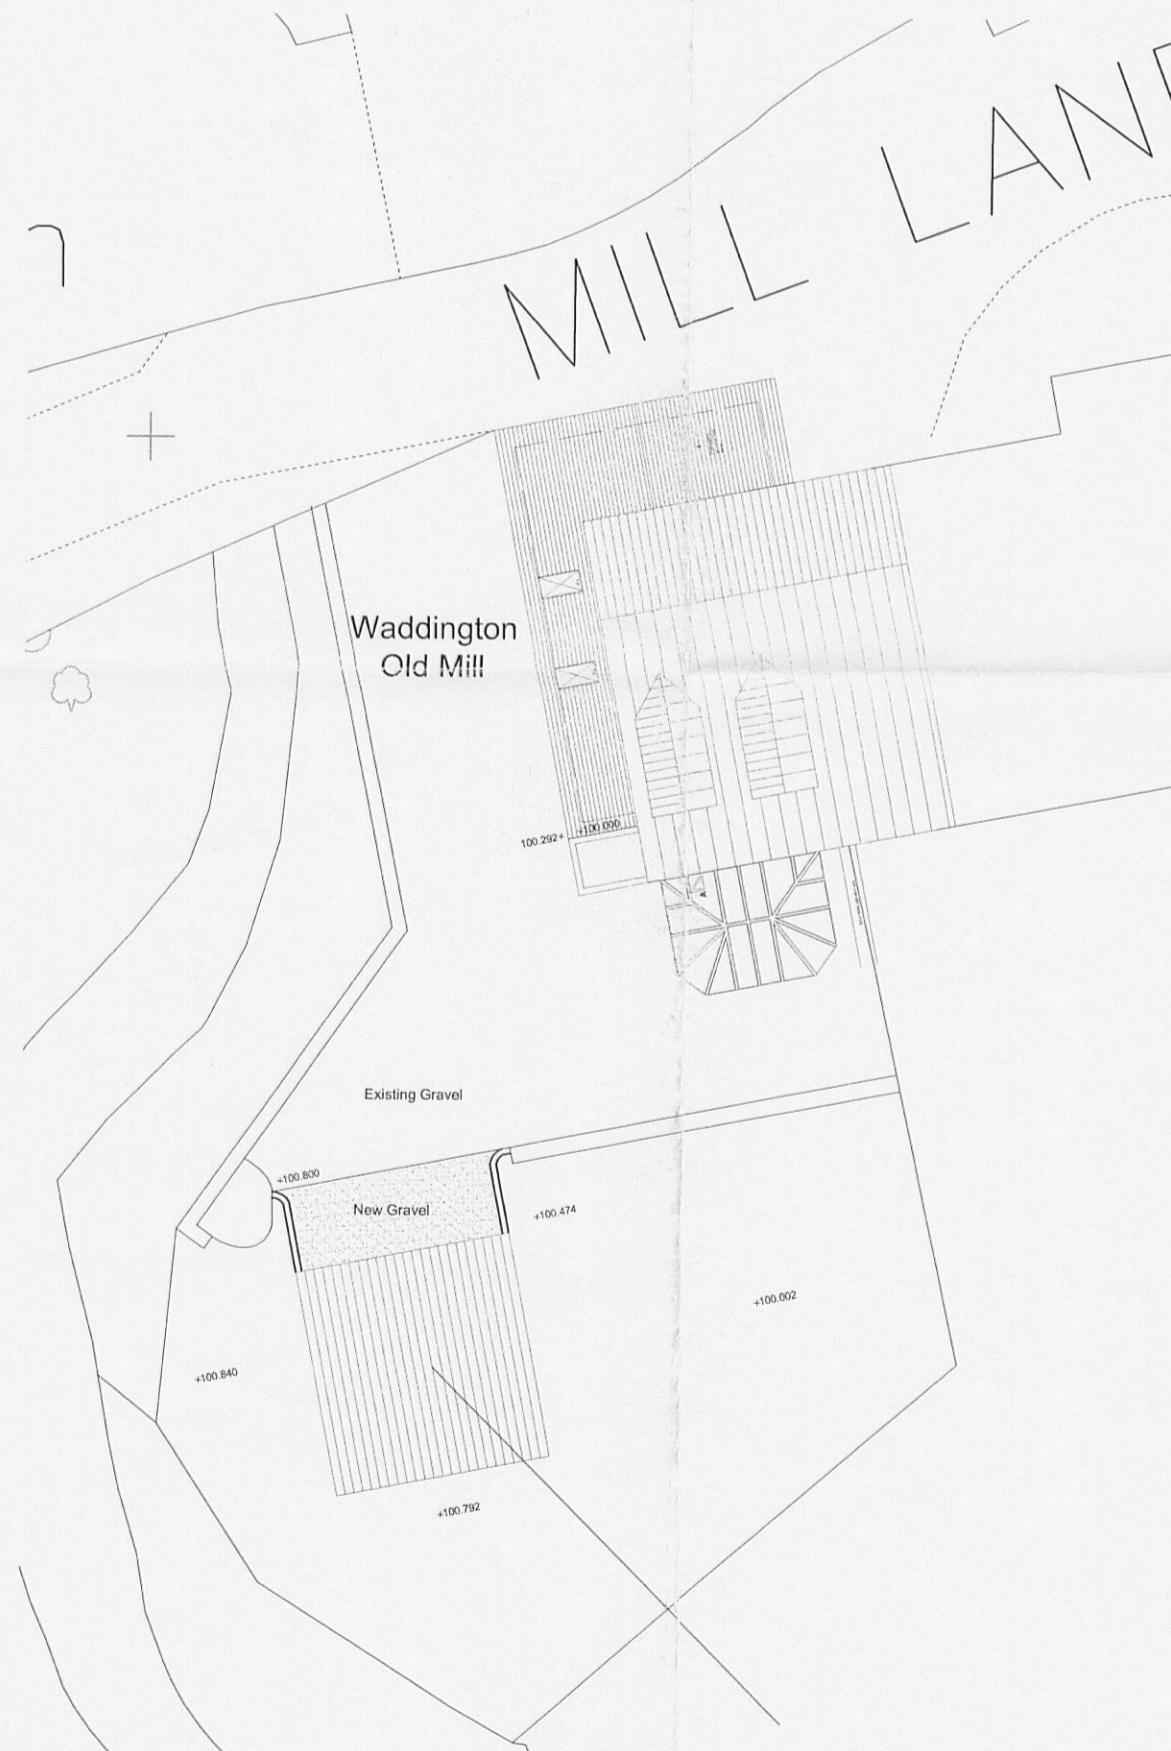 MILL LAN
Waddington
Old Mill
100.292+ +100.000
Existing Gravel
+100.800
New Gravel
+100.474
+100.002
+100.840
+100.792